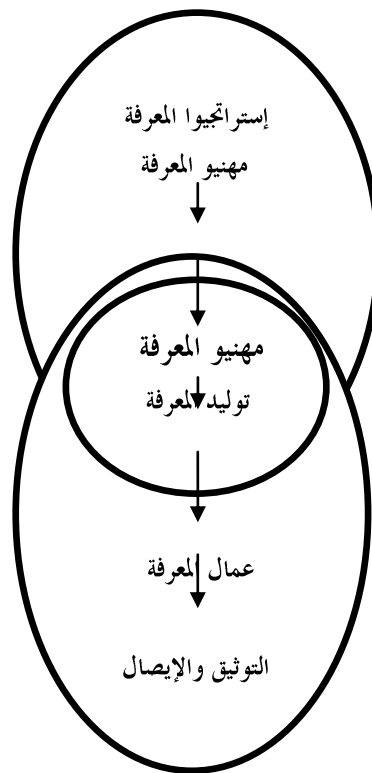 إستراتجيوا المعرفة
مهنيو المعرفة
مهنيو المعرفة
توليد المعرفة
عمال المعرفة
التوثيق والإيصال